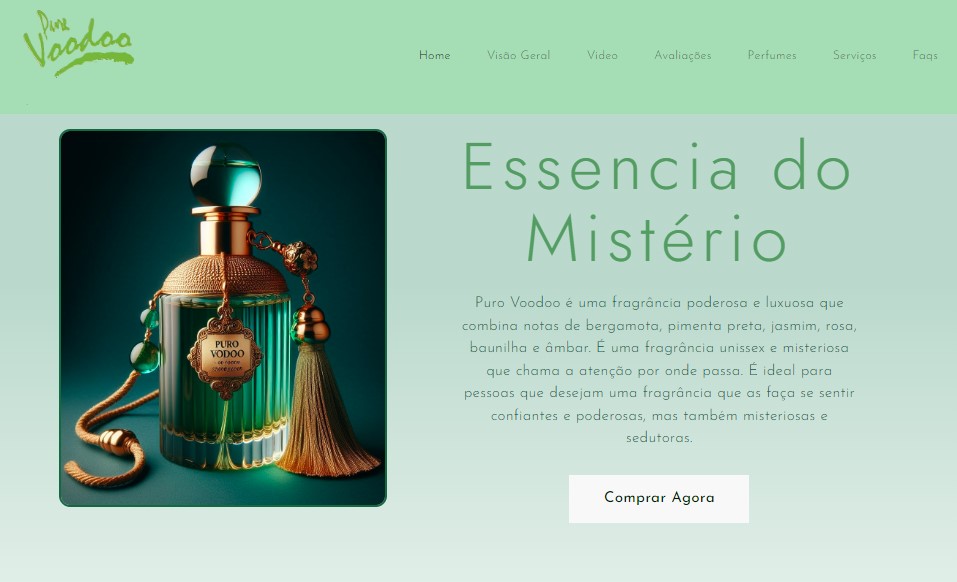 Pure
Voodoo
Home Visão Geral Video Avaliações Perfumes Serviços Faqs
Essencia do
Mistério
Puro Voodoo é uma fragrância poderosa e luxuosa que
combina notas de bergamota, pimenta preta, jasmim, rosa,
baunilha e âmbar. É uma fragrância unissex e misteriosa
que chama a atenção por onde passa. É ideal para
pessoas que desejam uma fragrância que as faça se sentir
confiantes e poderosas, mas também misteriosas e
sedutoras.
Comprar Agora
PURO
VODOO